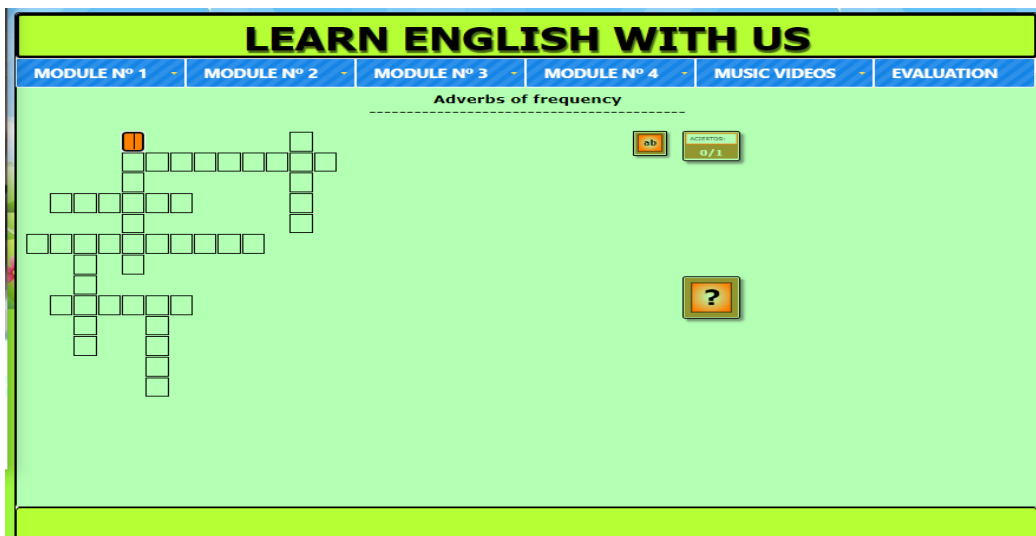 LEARN ENGLISH WITH US
MODULE Nº 1 MODULE Nº 2 MODULE Nº 3 MODULE Nº 4 MUSIC VIDEOS EVALUATION
Adverbs of frequency
ab
ACIERTOS:
0/1
?